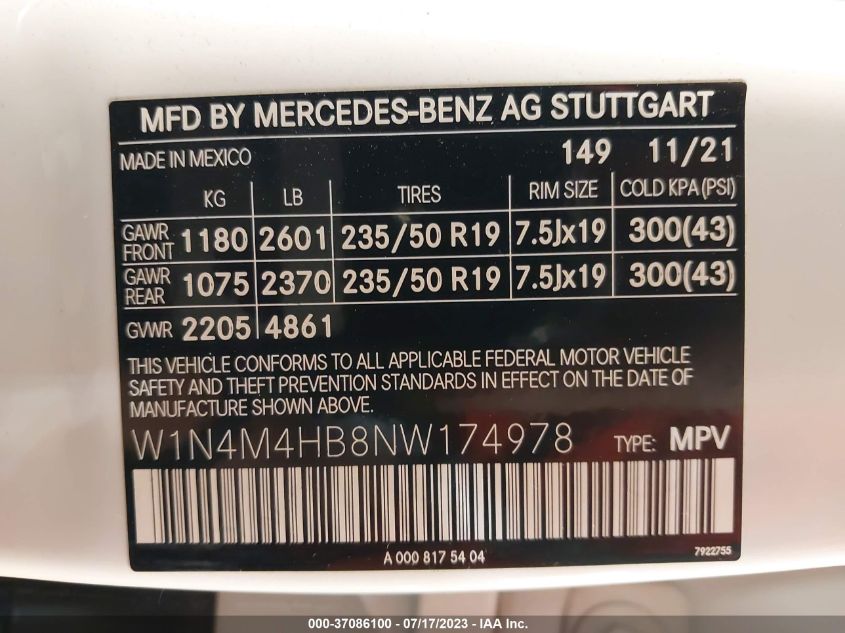 MFD BY MERCEDES-BENZ AG STUTTGART
MADE IN MEXICO 149 11/21
KG LB TIRES RIM SIZE COLD KPA (PSI)
GAWR FRONT 1180 2601 235/50 R19 7.5Jx19 300(43)
GAWR REAR 1075 2370 235/50 R19 7.5Jx19 300(43)
GVWR 2205 4861
THIS VEHICLE CONFORMS TO ALL APPLICABLE FEDERAL MOTOR VEHICLE
SAFETY AND THEFT PREVENTION STANDARDS IN EFFECT ON THE DATE OF
MANUFACTURE SHOWN ABOVE.
W1N4M4HB8NW174978 TYPE: MPV
A 000 817 54 04 7922755
000-37086100 - 07/17/2023 - IAA Inc.